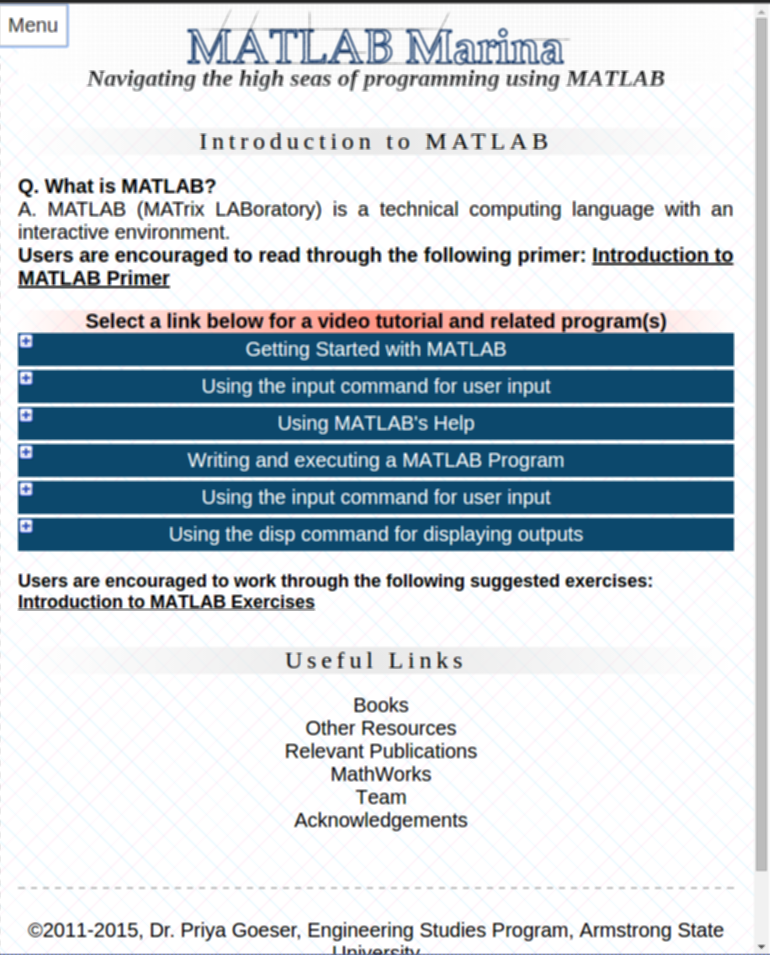 Menu
MATLAB Marina
Navigating the high seas of programming using MATLAB
Introduction to MATLAB
Q. What is MATLAB?
A. MATLAB (MATrix LABoratory) is a technical computing language with an
interactive environment.
Users are encouraged to read through the following primer: Introduction to
MATLAB Primer
Select a link below for a video tutorial and related program(s)
Getting Started with MATLAB
Using the input command for user input
Using MATLAB's Help
Writing and executing a MATLAB Program
Using the input command for user input
Using the disp command for displaying outputs
Users are encouraged to work through the following suggested exercises:
Introduction to MATLAB Exercises
Useful Links
Books
Other Resources
Relevant Publications
MathWorks
Team
Acknowledgements
©2011-2015, Dr. Priya Goeser, Engineering Studies Program, Armstrong State
University